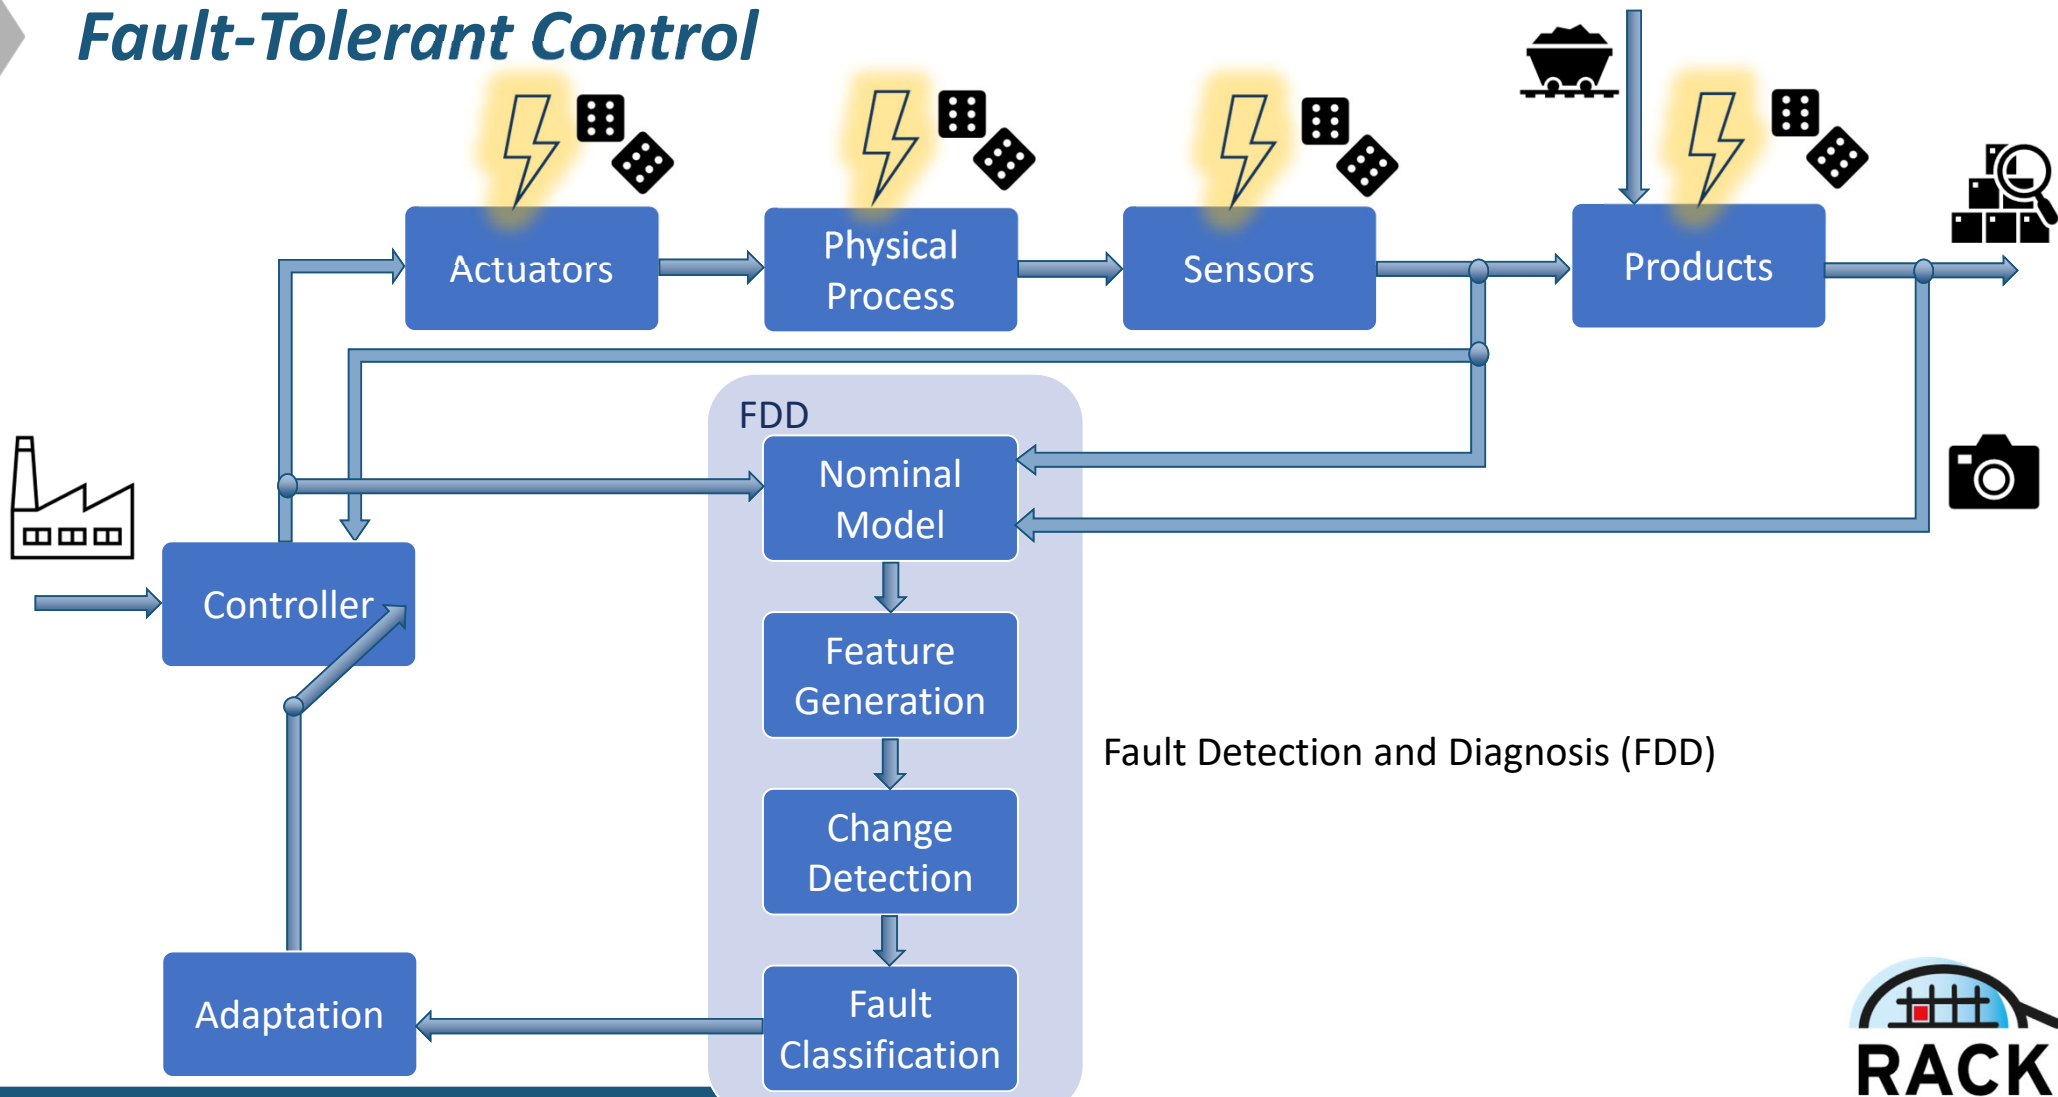 Fault-Tolerant Control
Actuators
Physical
Process
Sensors
Products
FDD
Nominal
Model
Controller
Feature
Generation
Fault Detection and Diagnosis (FDD)
Change
Detection
Adaptation
Fault
Classification
RACK